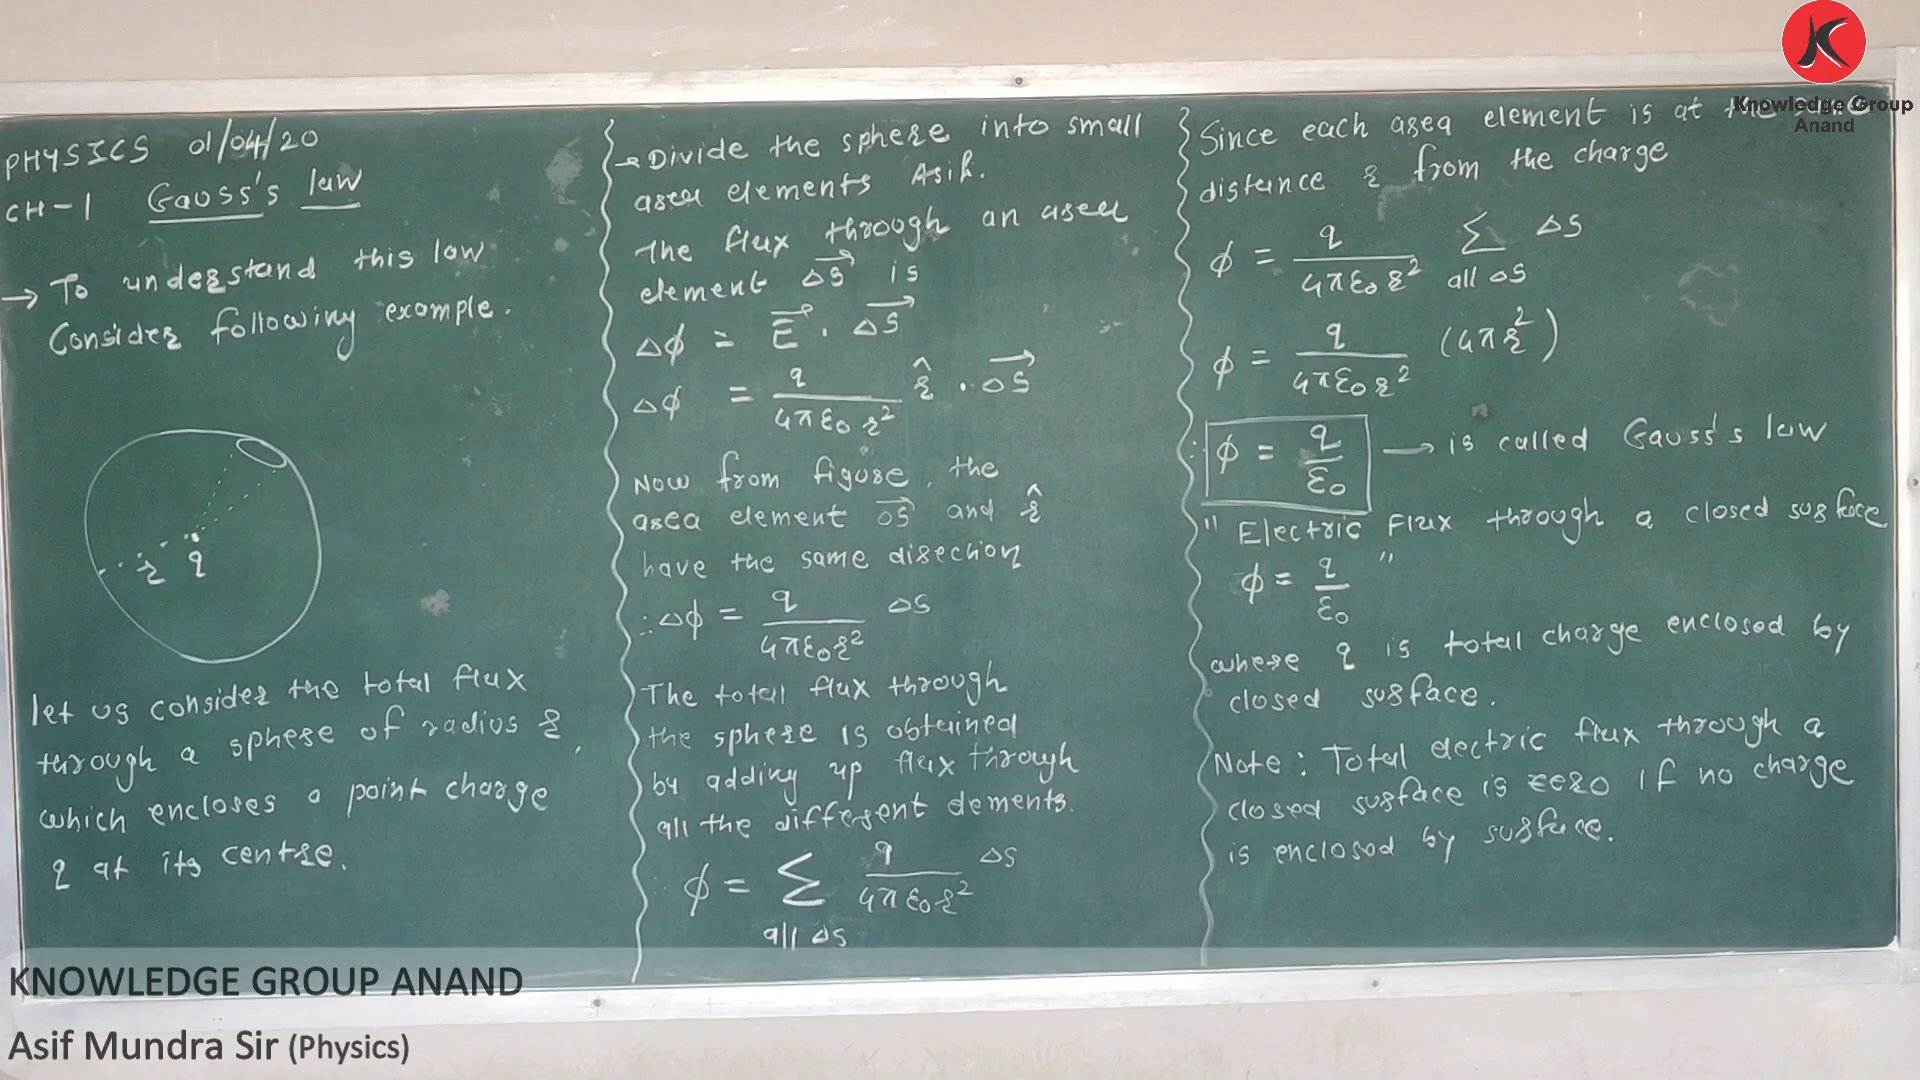 PHYSICS 01/04/20
CH-1 Gauss's law
→ To understand this law
Consider following example.
r q
let us consider the total flux
through a sphere of radius r,
which encloses a point charge
q at its centre.
→ Divide the sphere into small
area elements Asif.
The flux through an area
element ΔS⃗ is
Δϕ = E⃗ · ΔS⃗
Δϕ = q / 4πε₀r² r̂ · ΔS⃗
Now from figure, the
area element ΔS⃗ and r̂
have the same direction
∴ Δϕ = q / 4πε₀r² ΔS
The total flux through
the sphere is obtained
by adding up flux through
all the different elements.
∴ ϕ = Σ q / 4πε₀r² ΔS
all ΔS
Since each area element is at the same
distance r from the charge
ϕ = q / 4πε₀r² Σ ΔS
all ΔS
ϕ = q / 4πε₀r² (4πr²)
∴ ϕ = q / ε₀ → is called Gauss's law
" Electric Flux through a closed surface
ϕ = q / ε₀ "
where q is total charge enclosed by
closed surface.
Note: Total electric flux through a
closed surface is zero if no charge
is enclosed by surface.
K
Knowledge Group
Anand
KNOWLEDGE GROUP ANAND
Asif Mundra Sir (Physics)